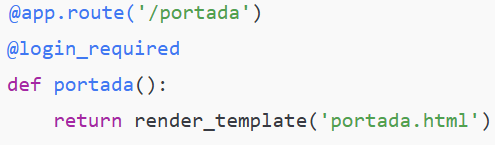 @app.route('/portada')
@login_required
def portada():
    return render_template('portada.html')